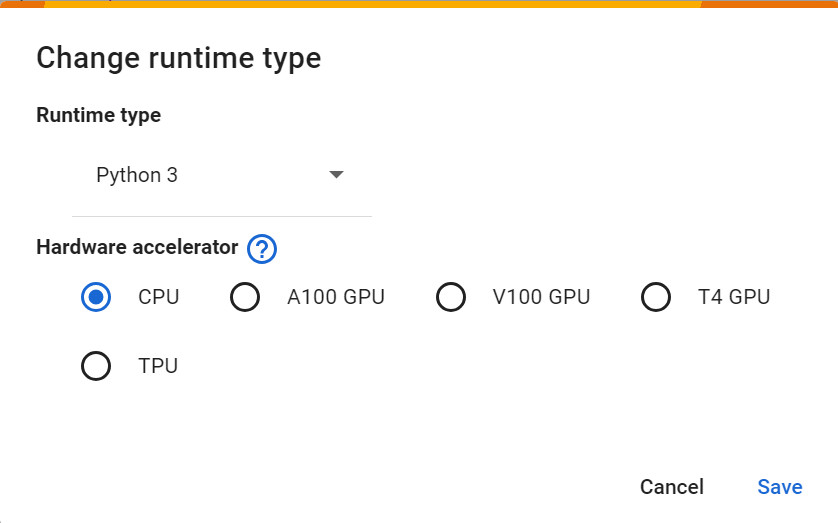 Change runtime type
Runtime type
Python 3
Hardware accelerator ?
CPU A100 GPU V100 GPU T4 GPU
TPU
Cancel Save